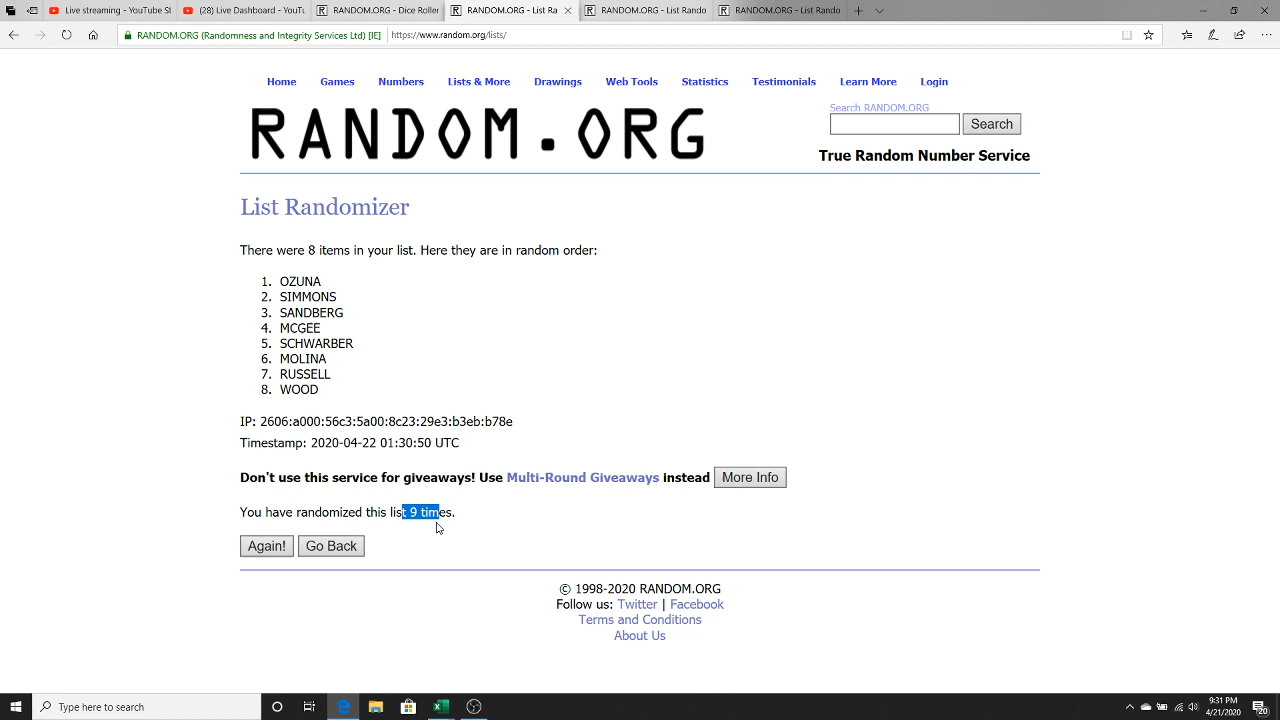 Live streaming - YouTube St
(28) Live Dashboard - YouTu
RANDOM.ORG - Dice Roller
RANDOM.ORG - List Ra
RANDOM.ORG - List Rando
RANDOM.ORG - List Rando
RANDOM.ORG (Randomness and Integrity Services Ltd) [IE]
https://www.random.org/lists/
Home Games Numbers Lists & More Drawings Web Tools Statistics Testimonials Learn More Login
RANDOM.ORG
Search RANDOM.ORG
Search
True Random Number Service
List Randomizer
There were 8 items in your list. Here they are in random order:
1. OZUNA
2. SIMMONS
3. SANDBERG
4. MCGEE
5. SCHWARBER
6. MOLINA
7. RUSSELL
8. WOOD
IP: 2606:a000:56c3:5a00:8c23:29e3:b3eb:b78e
Timestamp: 2020-04-22 01:30:50 UTC
Don't use this service for giveaways! Use Multi-Round Giveaways instead More Info
You have randomized this list 9 times.
Again! Go Back
© 1998-2020 RANDOM.ORG
Follow us: Twitter | Facebook
Terms and Conditions
About Us
Type here to search
9:31 PM
4/21/2020
20